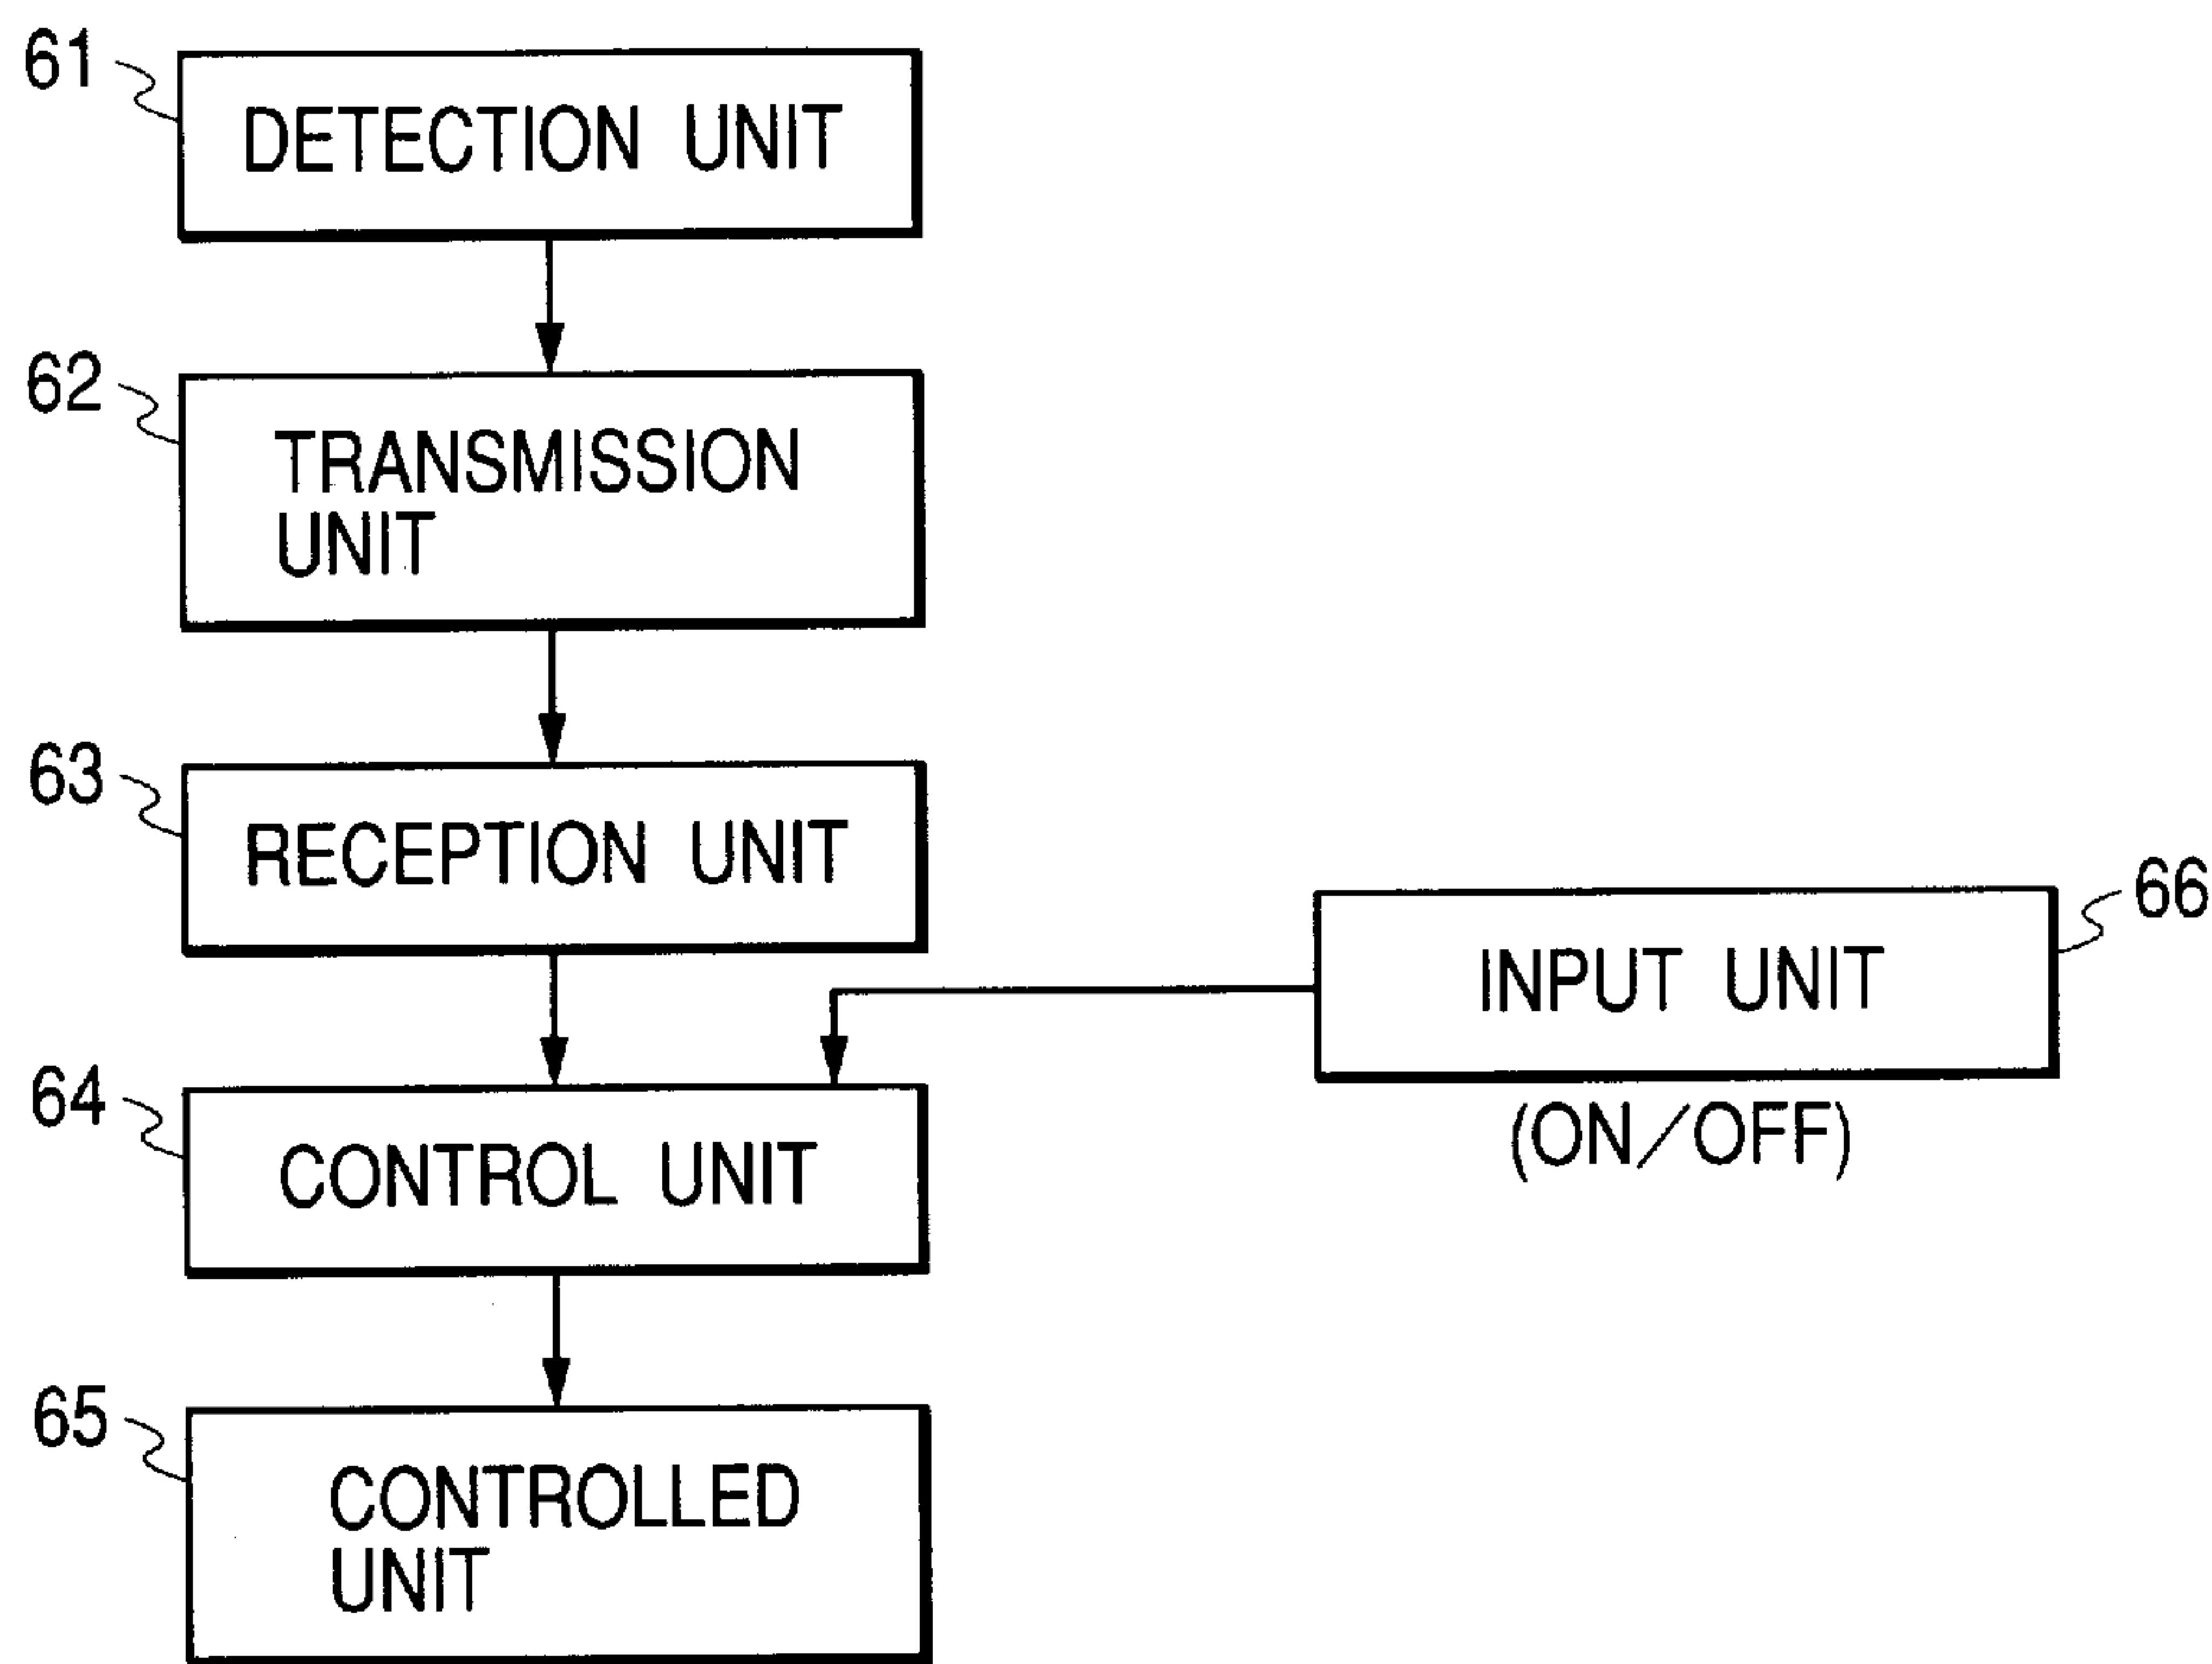 61
DETECTION UNIT
62
TRANSMISSION
UNIT
63
RECEPTION UNIT
66
INPUT UNIT
(ON/OFF)
64
CONTROL UNIT
65
CONTROLLED
UNIT